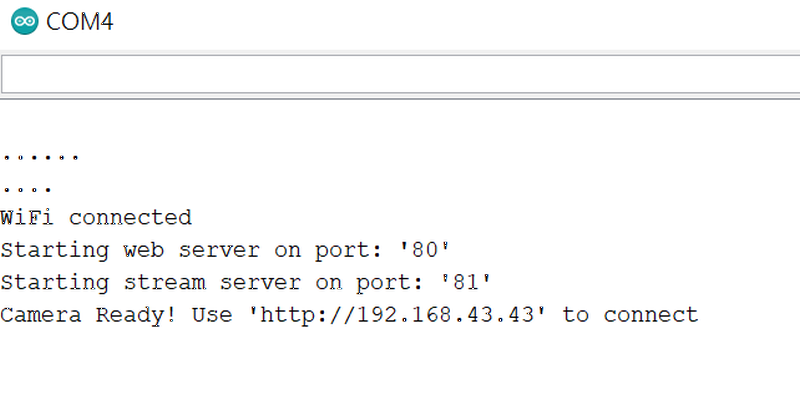 COM4
......
....
WiFi connected
Starting web server on port: '80'
Starting stream server on port: '81'
Camera Ready! Use 'http://192.168.43.43' to connect